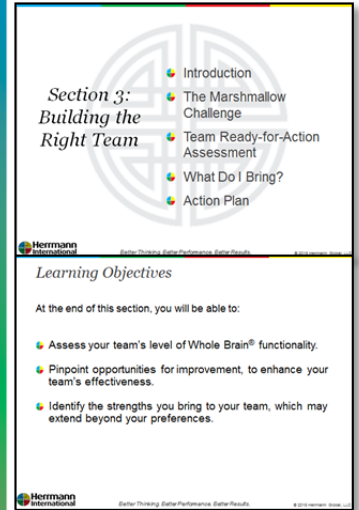 Section 3:
Building the
Right Team
Introduction
The Marshmallow
Challenge
Team Ready-for-Action
Assessment
What Do I Bring?
Action Plan
Herrmann
International
Better Thinking. Better Performance. Better Results.
Learning Objectives
At the end of this section, you will be able to:
Assess your team's level of Whole Brain® functionality.
Pinpoint opportunities for improvement, to enhance your
team's effectiveness.
Identify the strengths you bring to your team, which may
extend beyond your preferences.
Herrmann
International
Better Thinking. Better Performance. Better Results.